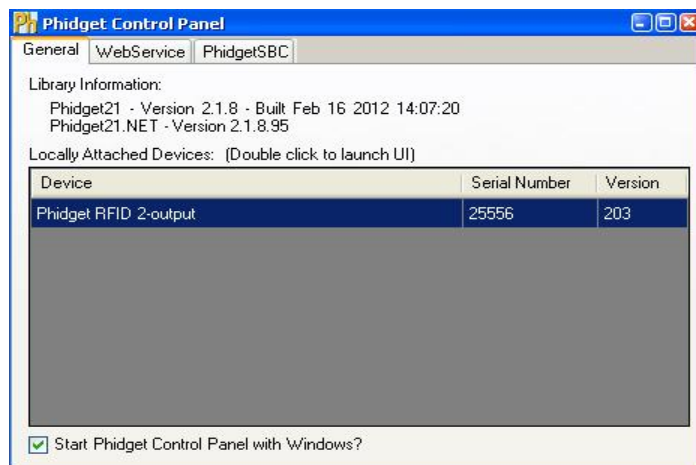 Ph Phidget Control Panel
General WebService PhidgetSBC
Library Information:
Phidget21 - Version 2.1.8 - Built Feb 16 2012 14:07:20
Phidget21.NET - Version 2.1.8.95
Locally Attached Devices: (Double click to launch UI)
Device Serial Number Version
Phidget RFID 2-output 25556 203
Start Phidget Control Panel with Windows?